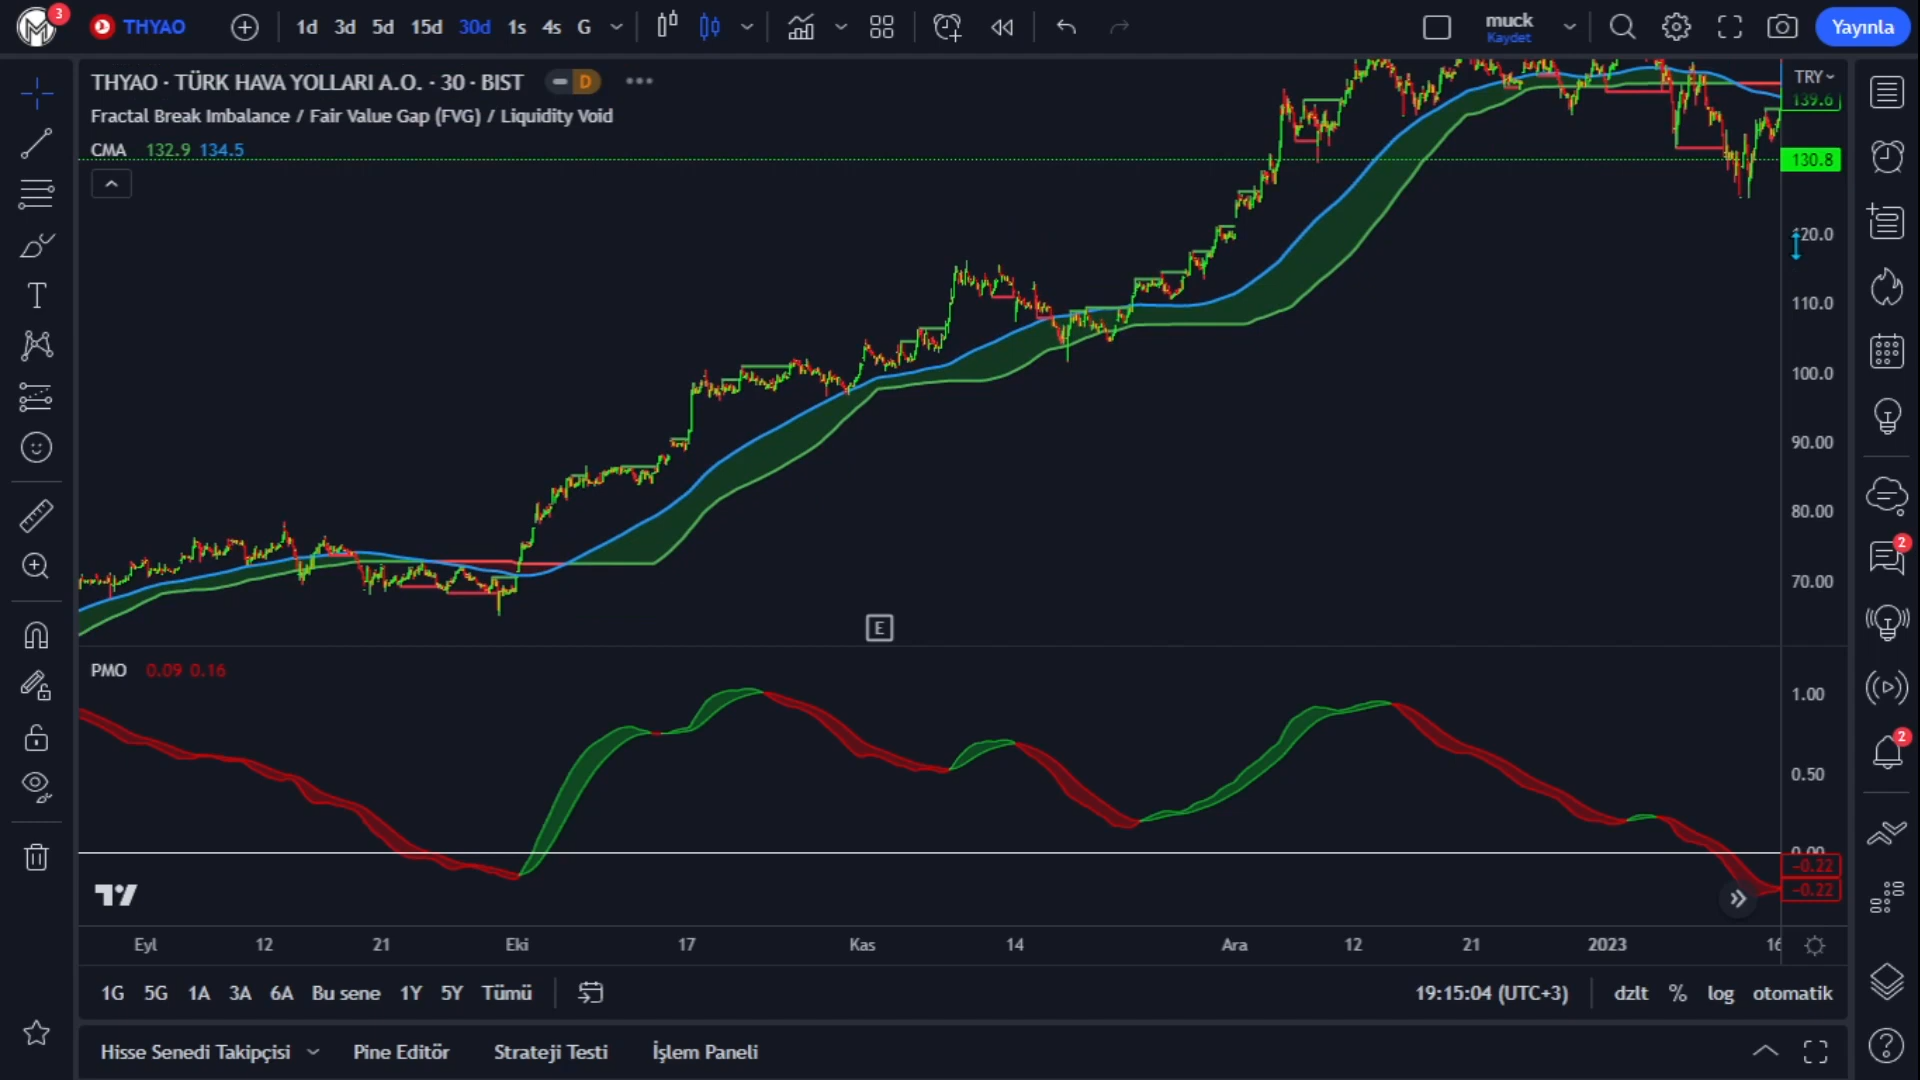 3
THYAO
1d 3d 5d 15d 30d 1s 4s G
muck
Kaydet
Yayınla
THYAO · TÜRK HAVA YOLLARI A.O. · 30 · BIST
D
Fractal Break Imbalance / Fair Value Gap (FVG) / Liquidity Void
CMA 132.9 134.5
TRY
139.6
130.8
120.0
110.0
100.0
90.00
80.00
70.00
E
PMO 0.09 0.16
1.00
0.50
0.00
-0.22
-0.22
2
2
Eyl 12 21 Eki 17 Kas 14 Ara 12 21 2023 16
1G 5G 1A 3A 6A Bu sene 1Y 5Y Tümü
19:15:04 (UTC+3) dzlt % log otomatik
Hisse Senedi Takipçisi Pine Editör Strateji Testi İşlem Paneli